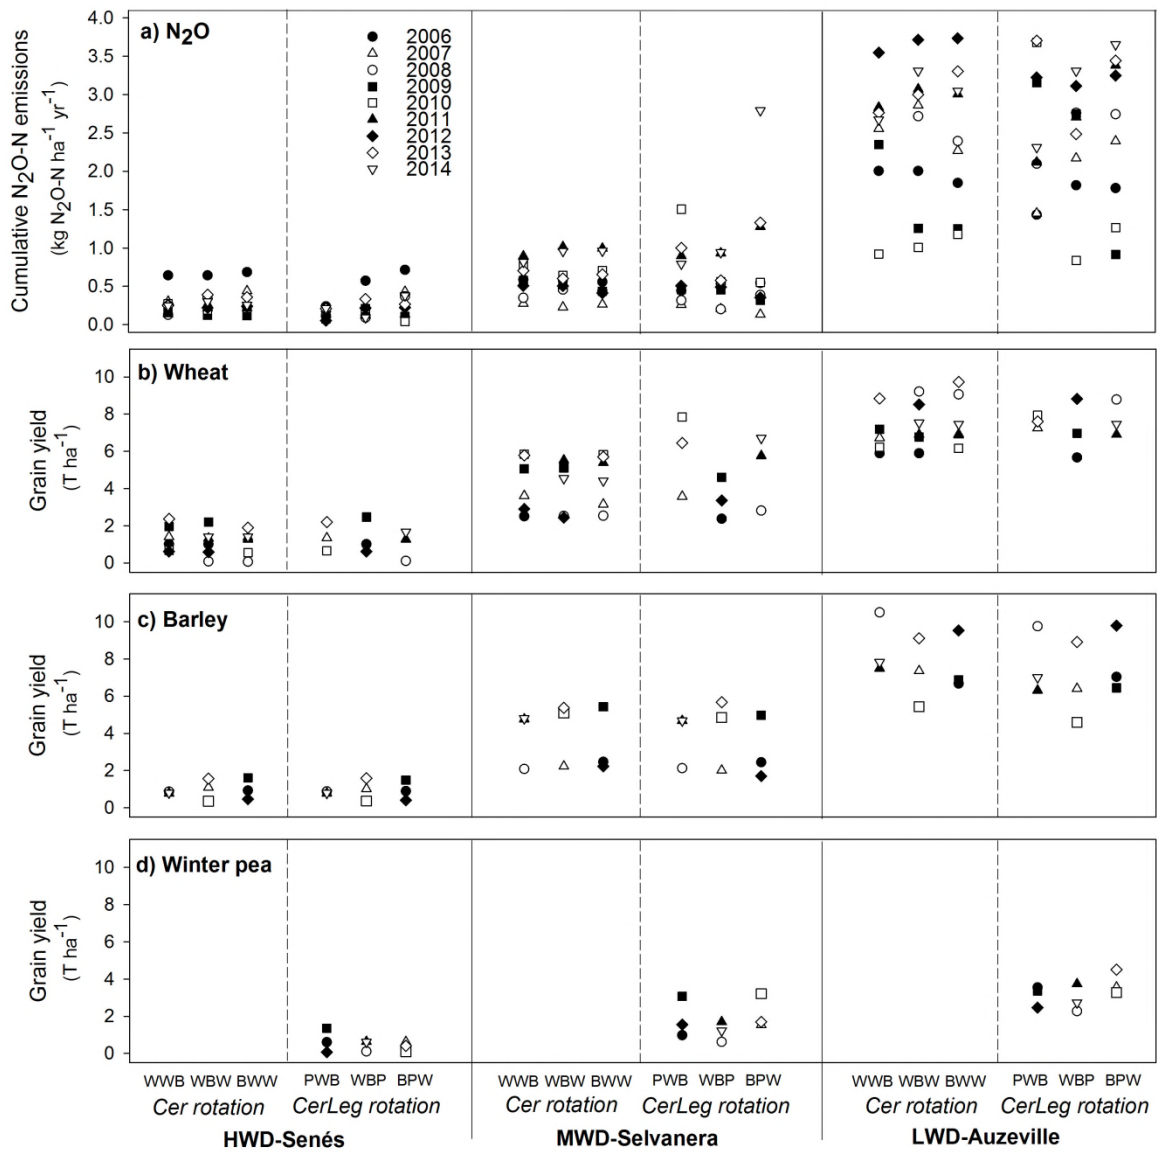 a) N₂O
2006
2007
2008
2009
2010
2011
2012
2013
2014
Cumulative N₂O-N emissions
(kg N₂O-N ha⁻¹ yr⁻¹)
4.0
3.5
3.0
2.5
2.0
1.5
1.0
0.5
0.0
b) Wheat
Grain yield
(T ha⁻¹)
10
8
6
4
2
0
c) Barley
Grain yield
(T ha⁻¹)
10
8
6
4
2
0
d) Winter pea
Grain yield
(T ha⁻¹)
10
8
6
4
2
0
WWB WBW BWW PWB WBP BPW WWB WBW BWW PWB WBP BPW WWB WBW BWW PWB WBP BPW
Cer rotation CerLeg rotation Cer rotation CerLeg rotation Cer rotation CerLeg rotation
HWD-Senés MWD-Selvanera LWD-Auzeville